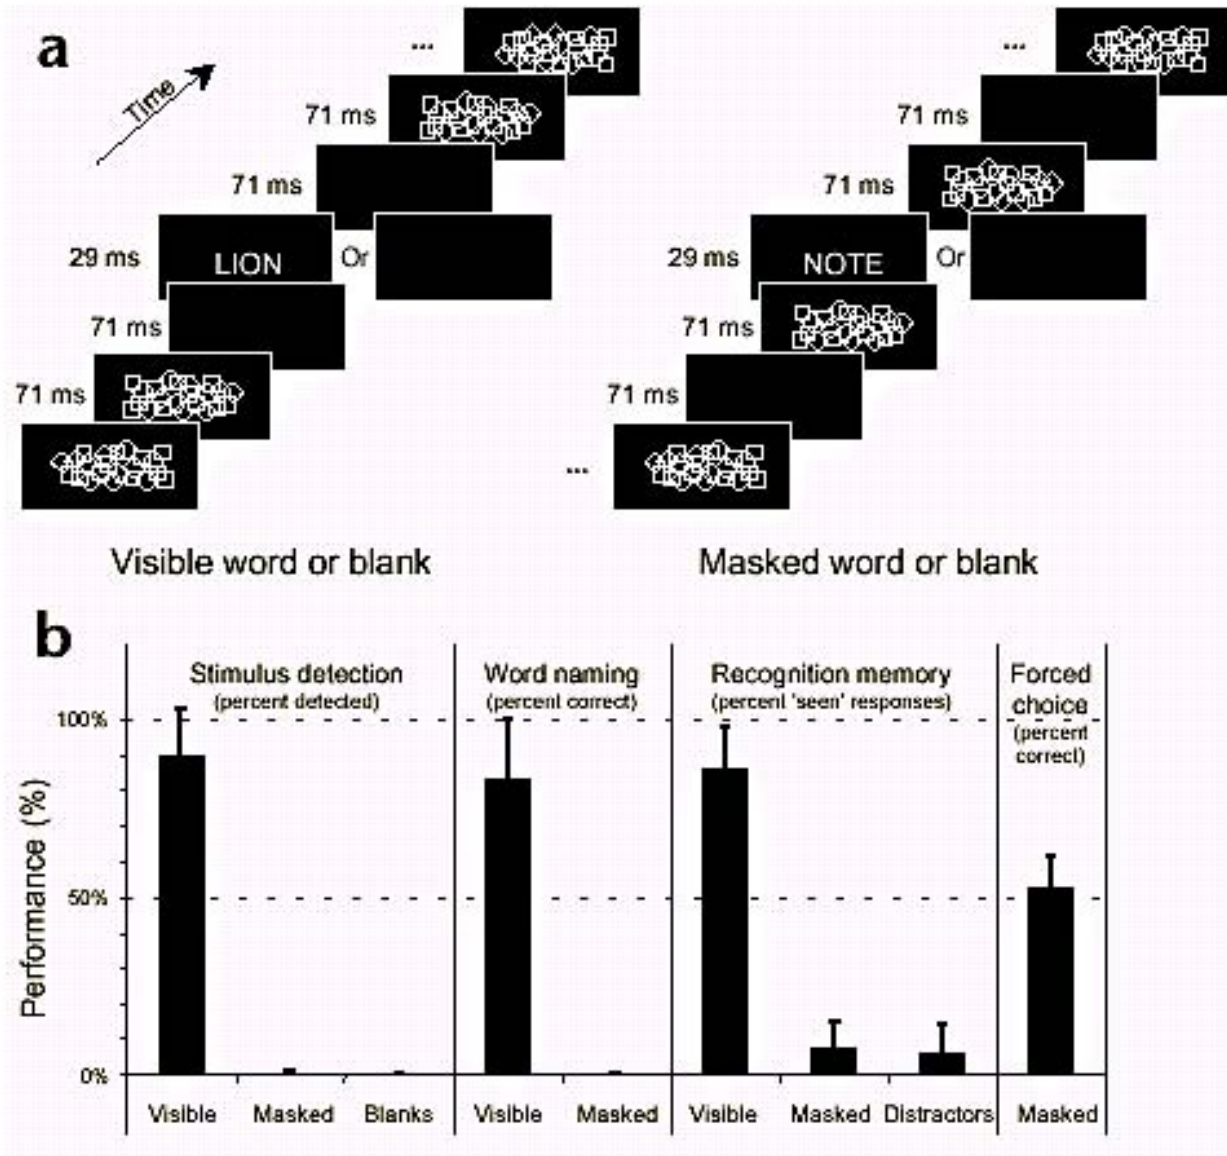 a
Time
...
71 ms
71 ms
29 ms
LION
Or
71 ms
71 ms
Visible word or blank
...
71 ms
71 ms
29 ms
NOTE
Or
71 ms
71 ms
...
Masked word or blank
b
Performance (%)
100%
50%
0%
Stimulus detection
(percent detected)
Visible
Masked
Blanks
Word naming
(percent correct)
Visible
Masked
Recognition memory
(percent 'seen' responses)
Visible
Masked
Distractors
Forced
choice
(percent
correct)
Masked